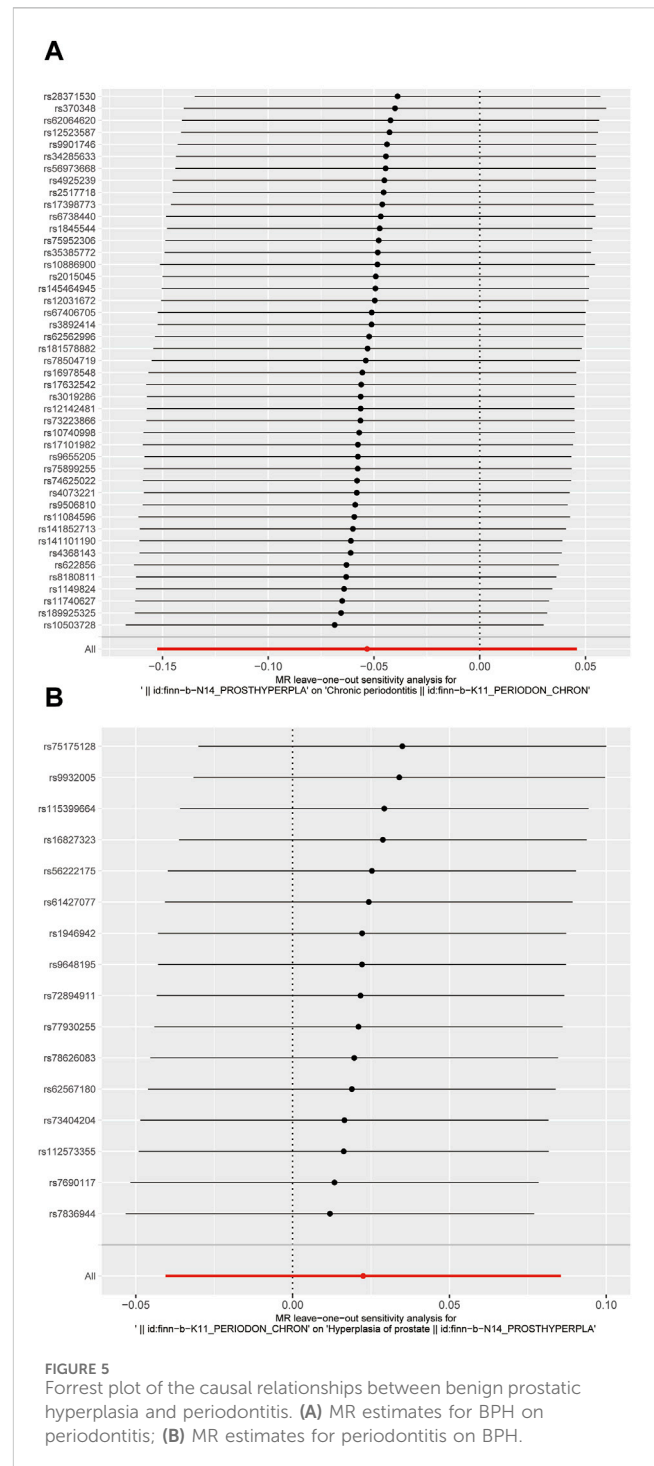 A
rs28371530
rs370348
rs62064620
rs12523587
rs9901746
rs34285633
rs56973668
rs4925239
rs2517718
rs17398773
rs6738440
rs1845544
rs75952306
rs35385772
rs10886900
rs2015045
rs145464945
rs12031672
rs67406705
rs3892414
rs62562996
rs181578882
rs78504719
rs16978548
rs17632542
rs3019286
rs12142481
rs73223866
rs10740998
rs17101982
rs9655205
rs75899255
rs74625022
rs4073221
rs9506810
rs11084596
rs141852713
rs141101190
rs4368143
rs622856
rs8180811
rs1149824
rs11740627
rs189925325
rs10503728
All
−0.15 −0.10 −0.05 0.00 0.05
MR leave−one−out sensitivity analysis for
' || id:finn−b−N14_PROSTHYPERPLA' on 'Chronic periodontitis || id:finn−b−K11_PERIODON_CHRON'
B
rs75175128
rs9932005
rs115399664
rs16827323
rs56222175
rs61427077
rs1946942
rs9648195
rs72894911
rs77930255
rs78626083
rs62567180
rs73404204
rs112573355
rs7690117
rs7836944
All
−0.05 0.00 0.05 0.10
MR leave−one−out sensitivity analysis for
' || id:finn−b−K11_PERIODON_CHRON' on 'Hyperplasia of prostate || id:finn−b−N14_PROSTHYPERPLA'
FIGURE 5
Forrest plot of the causal relationships between benign prostatic
hyperplasia and periodontitis. (A) MR estimates for BPH on
periodontitis; (B) MR estimates for periodontitis on BPH.